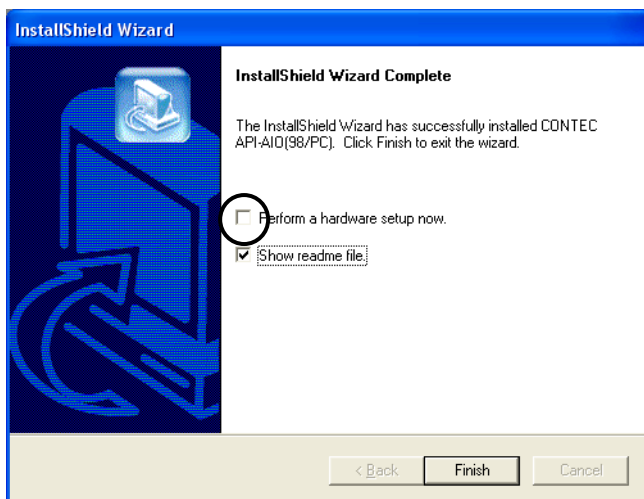 InstallShield Wizard
InstallShield Wizard Complete
The InstallShield Wizard has successfully installed CONTEC
API-AIO(98/PC). Click Finish to exit the wizard.
Perform a hardware setup now.
Show readme file.
< Back Finish Cancel